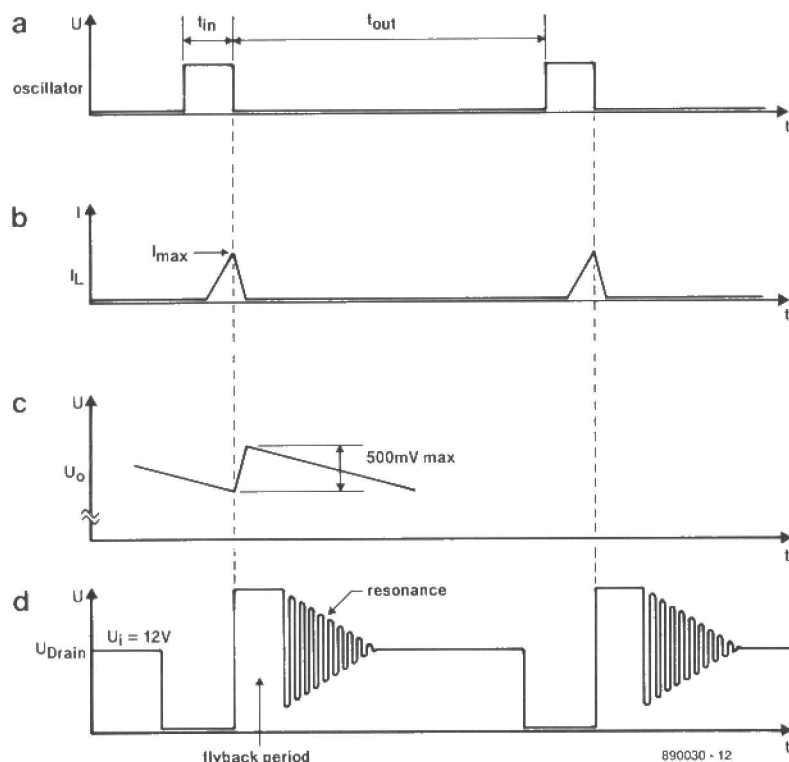 a
U
t_in
t_out
oscillator
t
b
I
I_max
I_L
t
c
U
500mV max
U_o
t
d
U
resonance
U_i = 12V
U_Drain
t
flyback period
890030 - 12